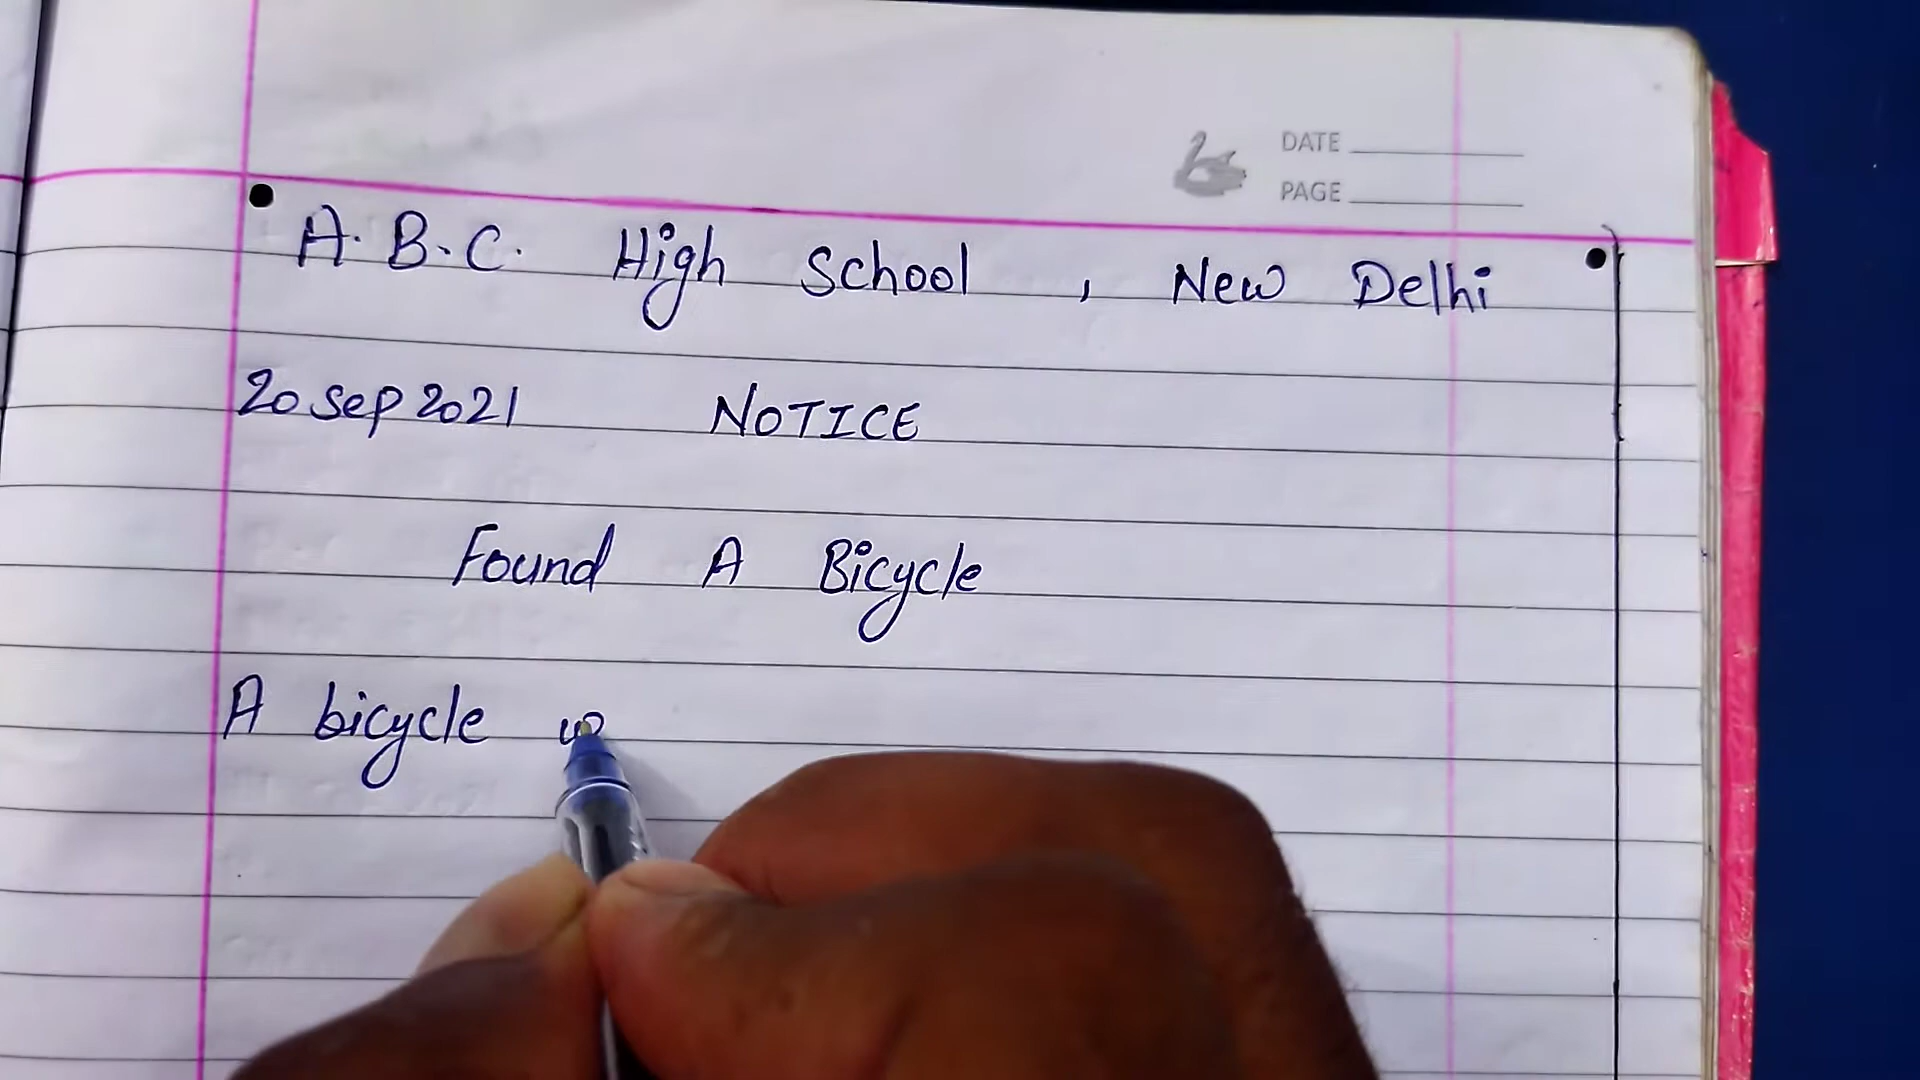 DATE
PAGE
A. B. C. High School , New Delhi
20 Sep 2021 NOTICE
Found A Bicycle
A bicycle w